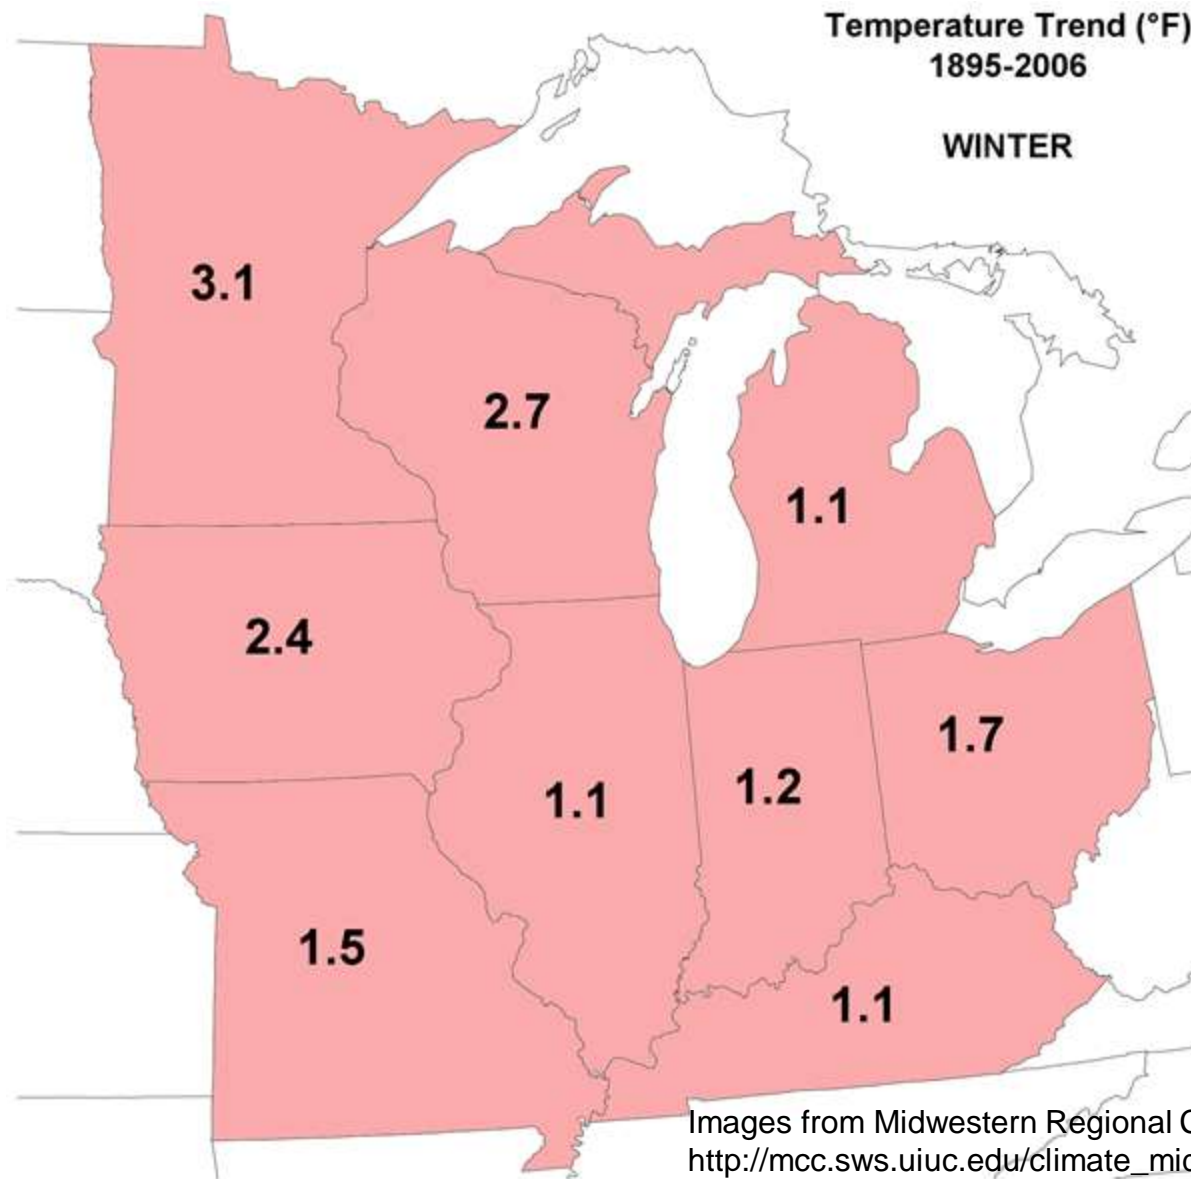 Temperature Trend (°F)
1895-2006
WINTER
3.1
2.7
1.1
2.4
1.7
1.2
1.1
1.5
1.1
Images from Midwestern Regional
http://mcc.sws.uiuc.edu/climate_